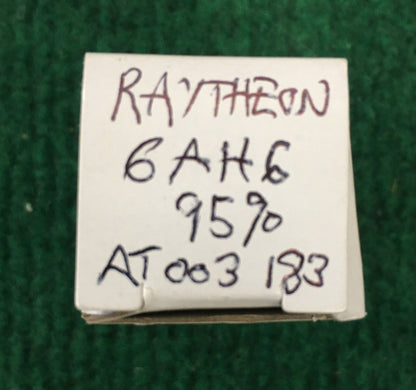 RAYTHEON
6AH6
95%
AT003 183